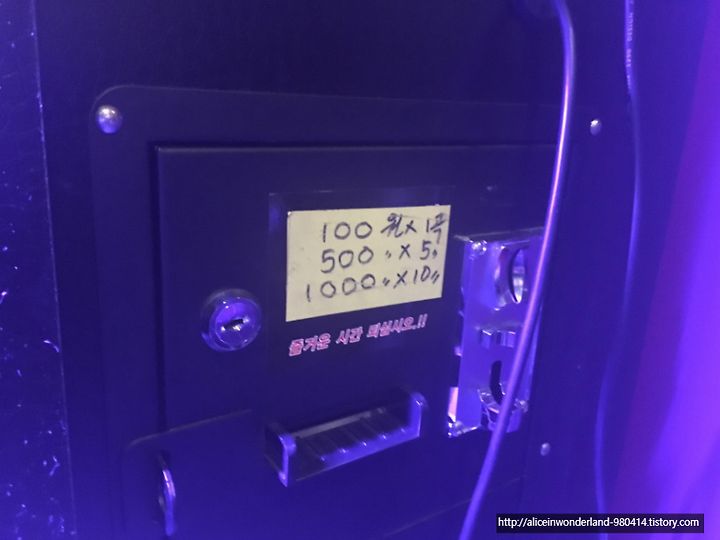 100 원 x 1곡
500 〃 x 5〃
1000 〃 x 10〃
즐거운 시간 되십시요.!!
http://aliceinwonderland-980414.tistory.com